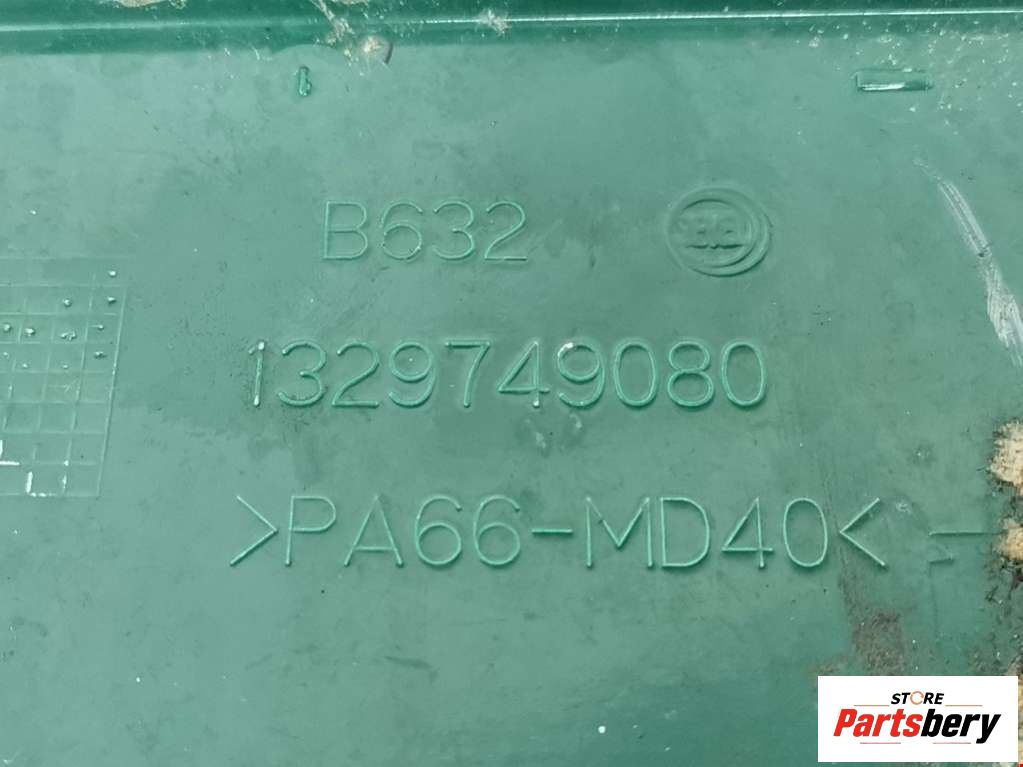 B632
1329749080
>PA66-MD40<
STORE
Partsbery